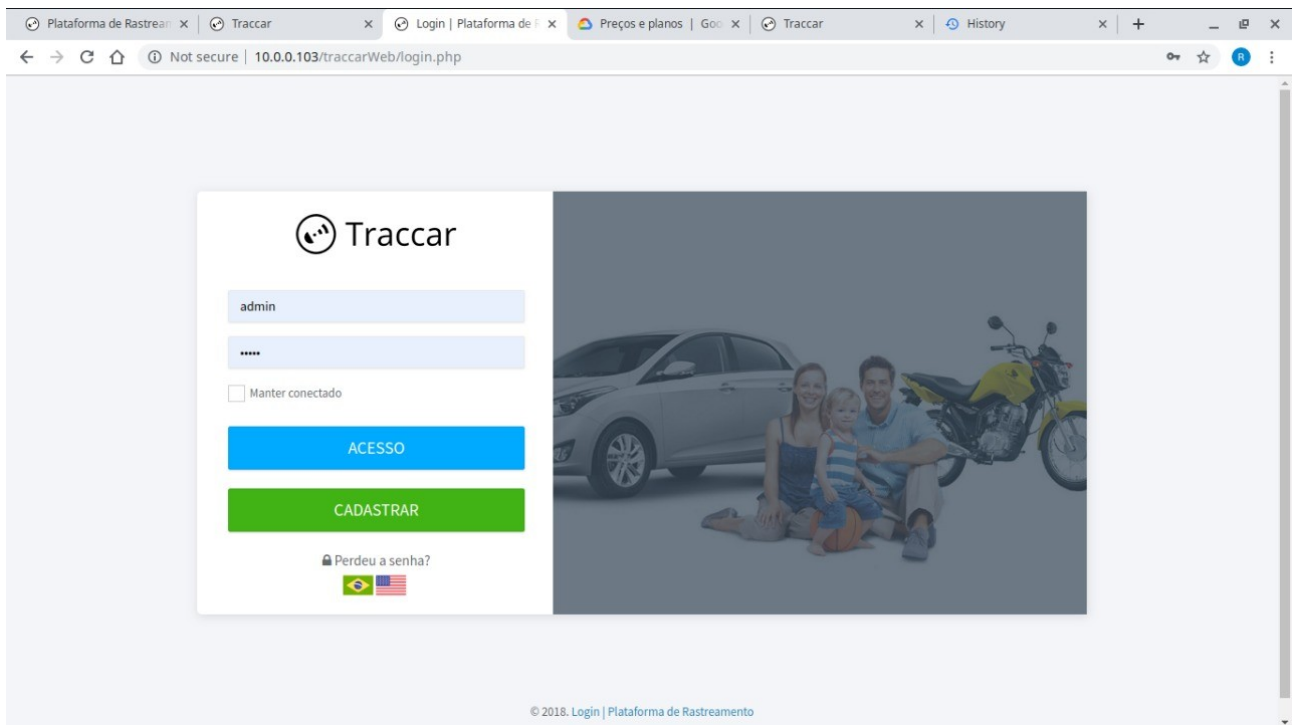 Plataforma de Rastrean
Traccar
Login | Plataforma de R
Preços e planos | Goo
Traccar
History
Not secure | 10.0.0.103/traccarWeb/login.php
R
Traccar
admin
•••••
Manter conectado
ACESSO
CADASTRAR
Perdeu a senha?
© 2018. Login | Plataforma de Rastreamento